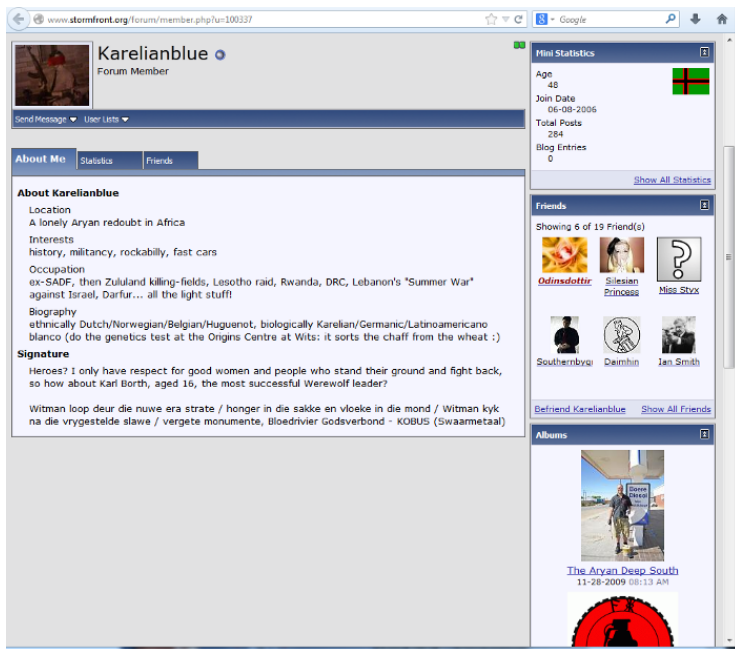 www.stormfront.org/forum/member.php?u=100337
Google
Karelianblue
Forum Member
Send Message
User Lists
About Me
Statistics
Friends
About Karelianblue
Location
A lonely Aryan redoubt in Africa
Interests
history, militancy, rockabilly, fast cars
Occupation
ex-SADF, then Zululand killing-fields, Lesotho raid, Rwanda, DRC, Lebanon's "Summer War"
against Israel, Darfur... all the light stuff!
Biography
ethnically Dutch/Norwegian/Belgian/Huguenot, biologically Karelian/Germanic/Latinoamericano
blanco (do the genetics test at the Origins Centre at Wits: it sorts the chaff from the wheat :)
Signature
Heroes? I only have respect for good women and people who stand their ground and fight back,
so how about Karl Borth, aged 16, the most successful Werewolf leader?
Witman loop deur die nuwe era strate / honger in die sakke en vloeke in die mond / Witman kyk
na die vrygestelde slawe / vergete monumente, Bloedrivier Godsverbond - KOBUS (Swaarmetaal)
Mini Statistics
Age
48
Join Date
06-08-2006
Total Posts
284
Blog Entries
0
Show All Statistics
Friends
Showing 6 of 19 Friend(s)
Odinsdottir
Silesian
Princess
Miss Styx
Southernbygr
Daimhin
Ian Smith
Befriend Karelianblue
Show All Friends
Albums
Diesel
The Aryan Deep South
11-28-2009 08:13 AM